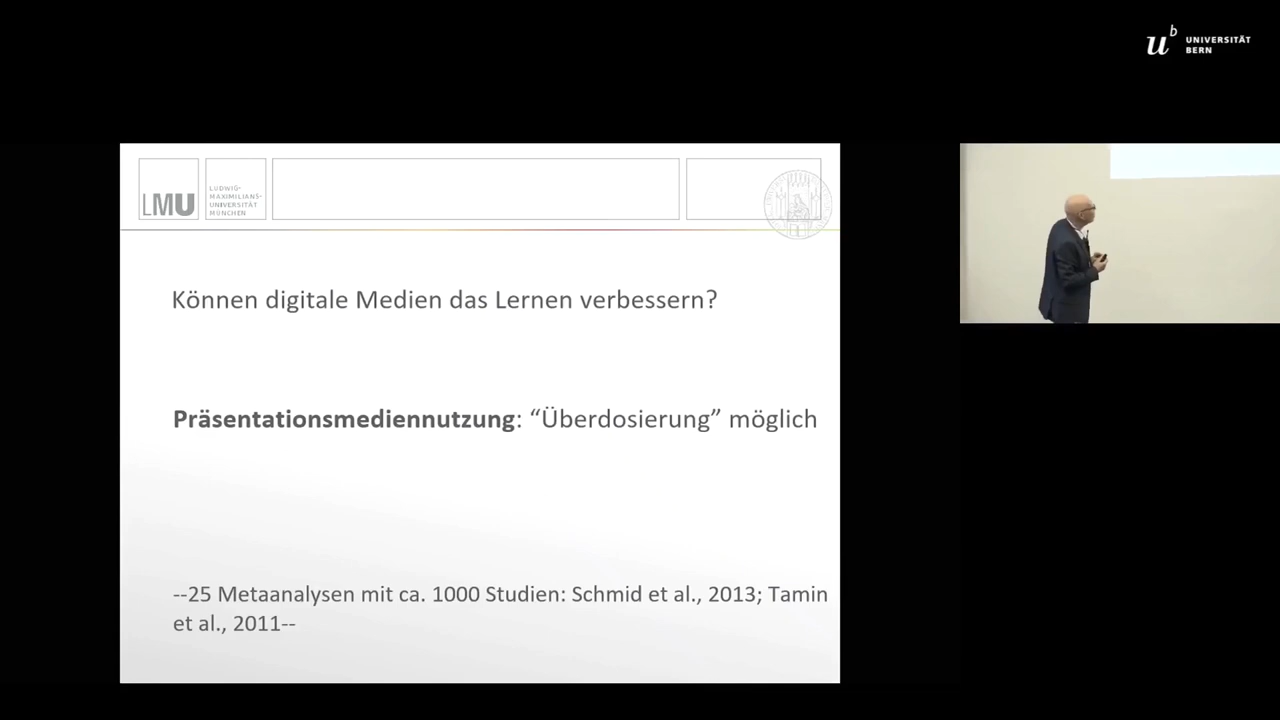 u b UNIVERSITÄT
BERN
LMU
LUDWIG-
MAXIMILIANS-
UNIVERSITÄT
MÜNCHEN
Können digitale Medien das Lernen verbessern?
Präsentationsmediennutzung: “Überdosierung” möglich
--25 Metaanalysen mit ca. 1000 Studien: Schmid et al., 2013; Tamin
et al., 2011--